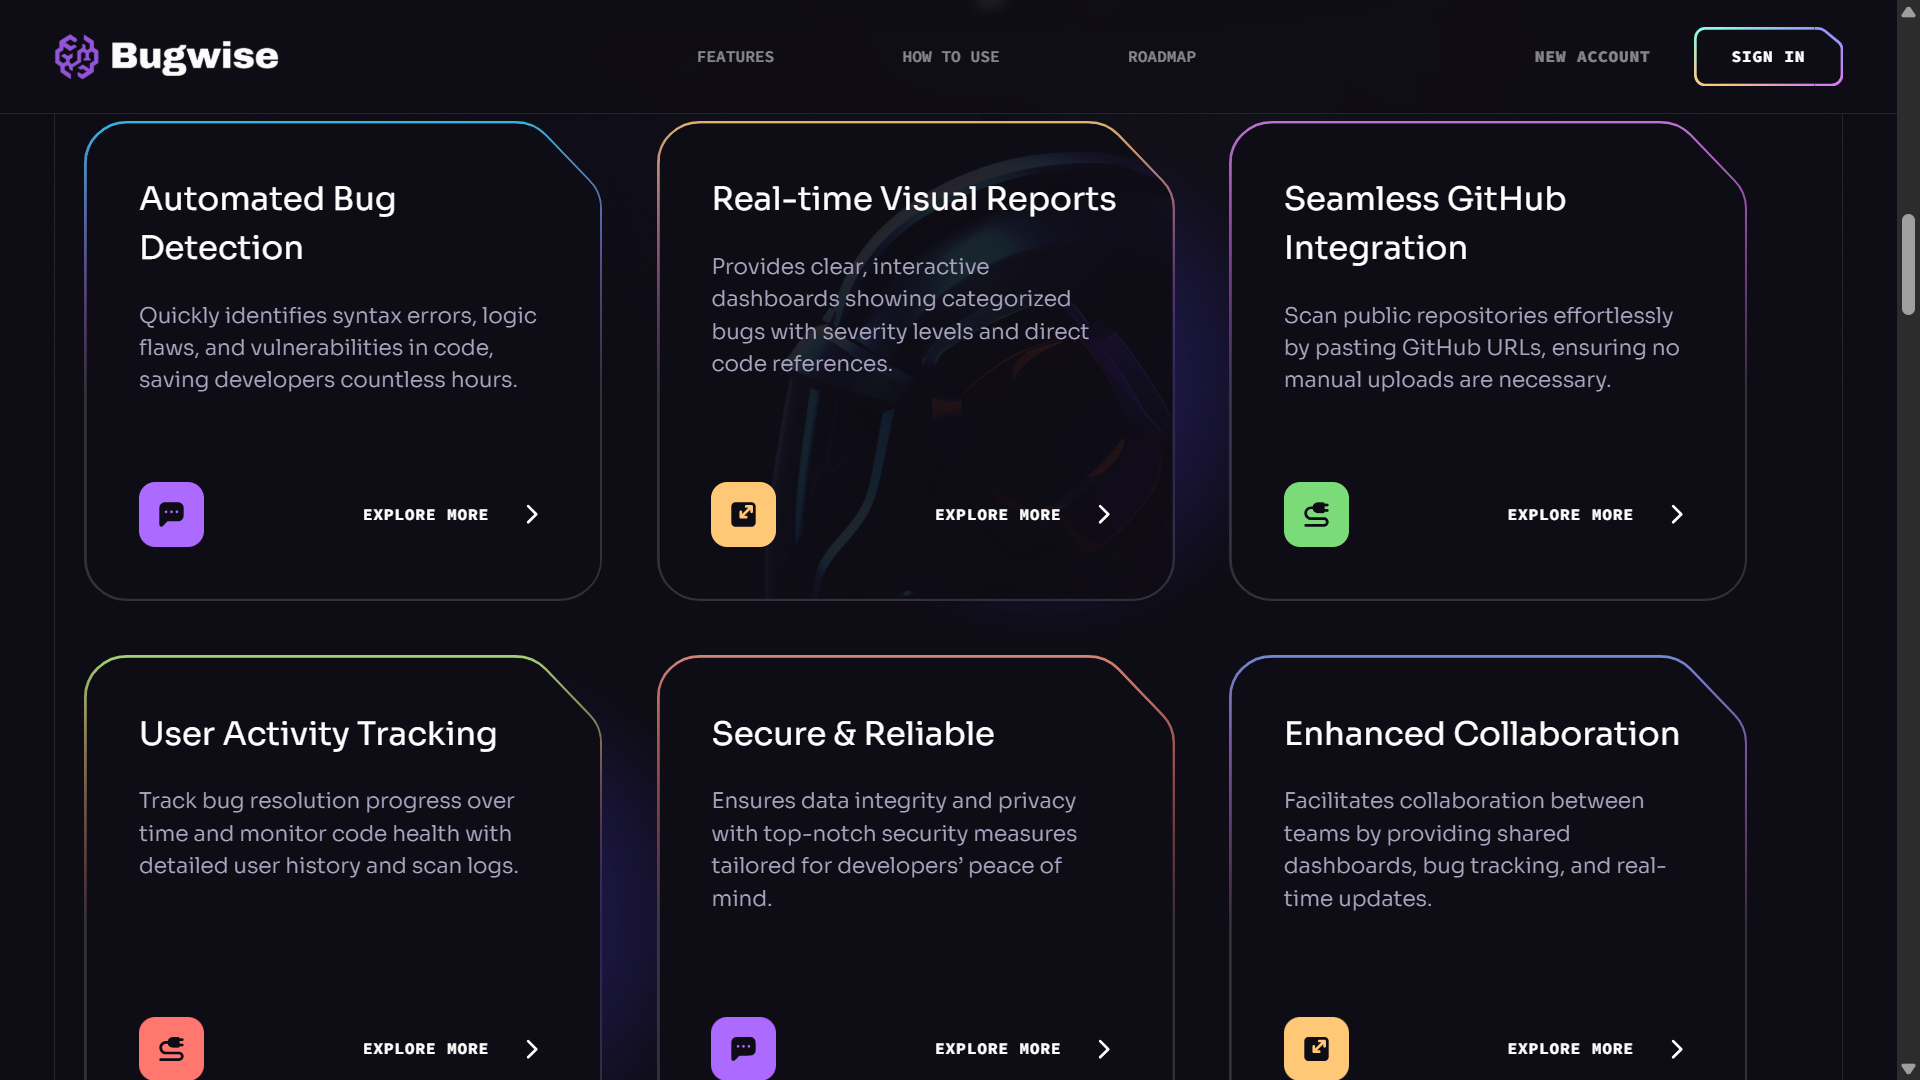 Bugwise
FEATURES
HOW TO USE
ROADMAP
NEW ACCOUNT
SIGN IN
Automated Bug
Detection
Quickly identifies syntax errors, logic
flaws, and vulnerabilities in code,
saving developers countless hours.
EXPLORE MORE
Real-time Visual Reports
Provides clear, interactive
dashboards showing categorized
bugs with severity levels and direct
code references.
EXPLORE MORE
Seamless GitHub
Integration
Scan public repositories effortlessly
by pasting GitHub URLs, ensuring no
manual uploads are necessary.
EXPLORE MORE
User Activity Tracking
Track bug resolution progress over
time and monitor code health with
detailed user history and scan logs.
EXPLORE MORE
Secure & Reliable
Ensures data integrity and privacy
with top-notch security measures
tailored for developers’ peace of
mind.
EXPLORE MORE
Enhanced Collaboration
Facilitates collaboration between
teams by providing shared
dashboards, bug tracking, and real-
time updates.
EXPLORE MORE